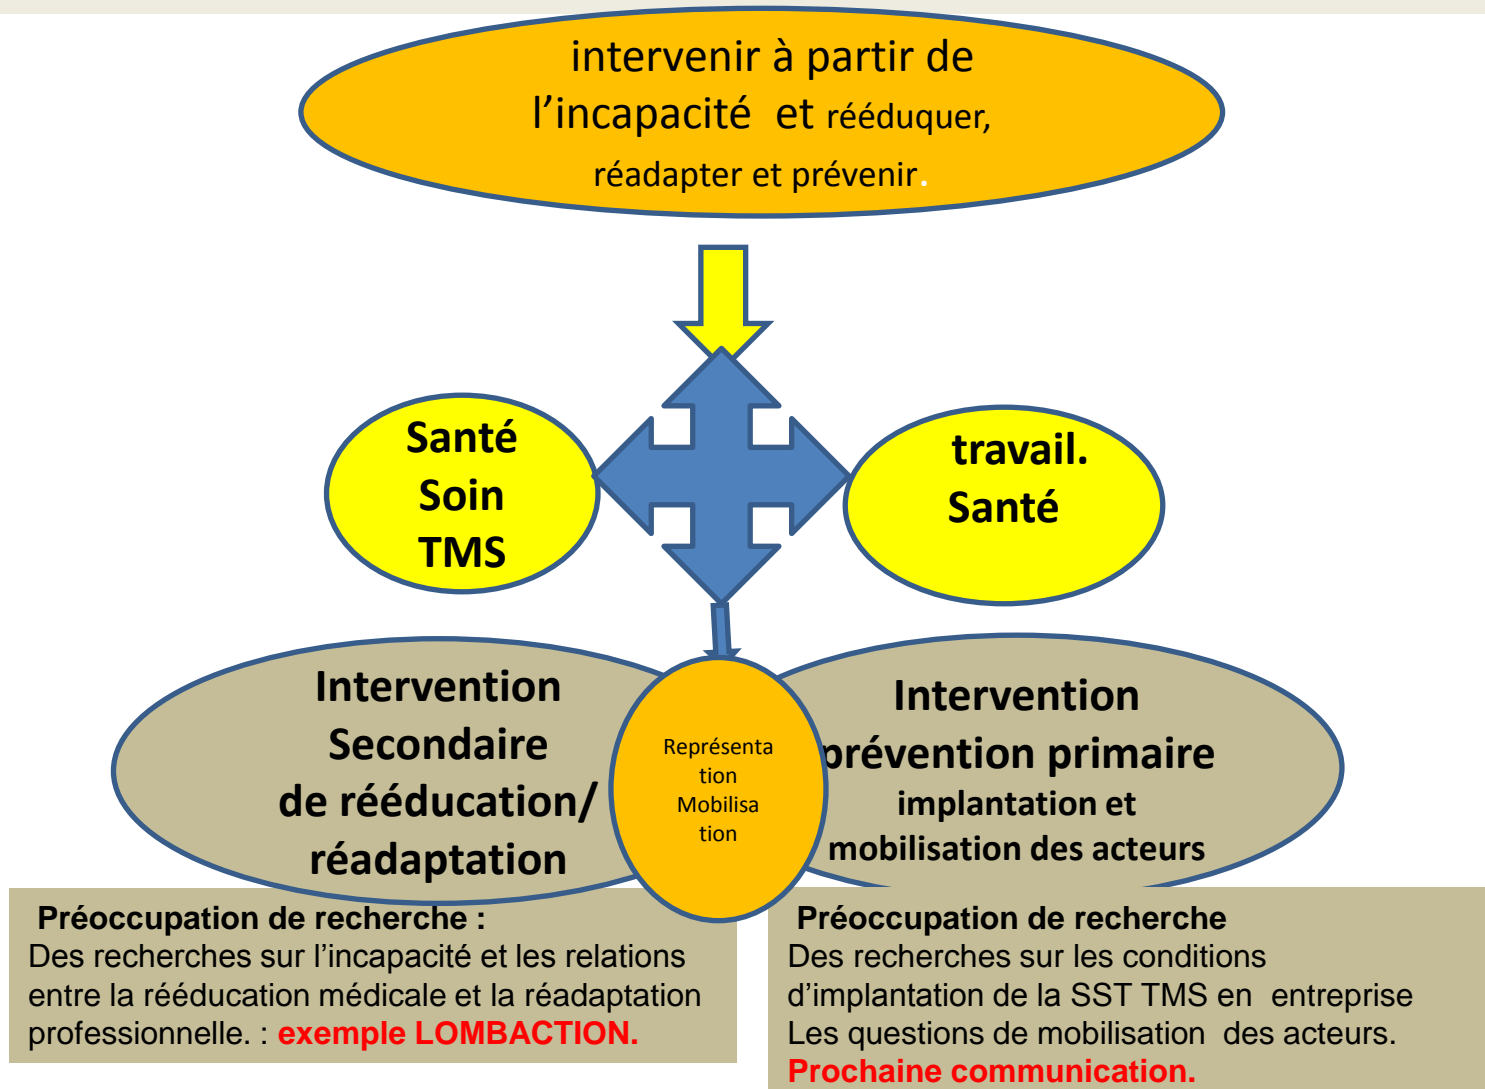 intervenir à partir de
l’incapacité et rééduquer,
réadapter et prévenir.
Santé
Soin
TMS
travail.
Santé
Intervention
Secondaire
de rééducation/
réadaptation
Représenta
tion
Mobilisa
tion
Intervention
prévention primaire
implantation et
mobilisation des acteurs
Préoccupation de recherche :
Des recherches sur l’incapacité et les relations
entre la rééducation médicale et la réadaptation
professionnelle. : exemple LOMBACTION.
Préoccupation de recherche
Des recherches sur les conditions
d’implantation de la SST TMS en entreprise
Les questions de mobilisation des acteurs.
Prochaine communication.